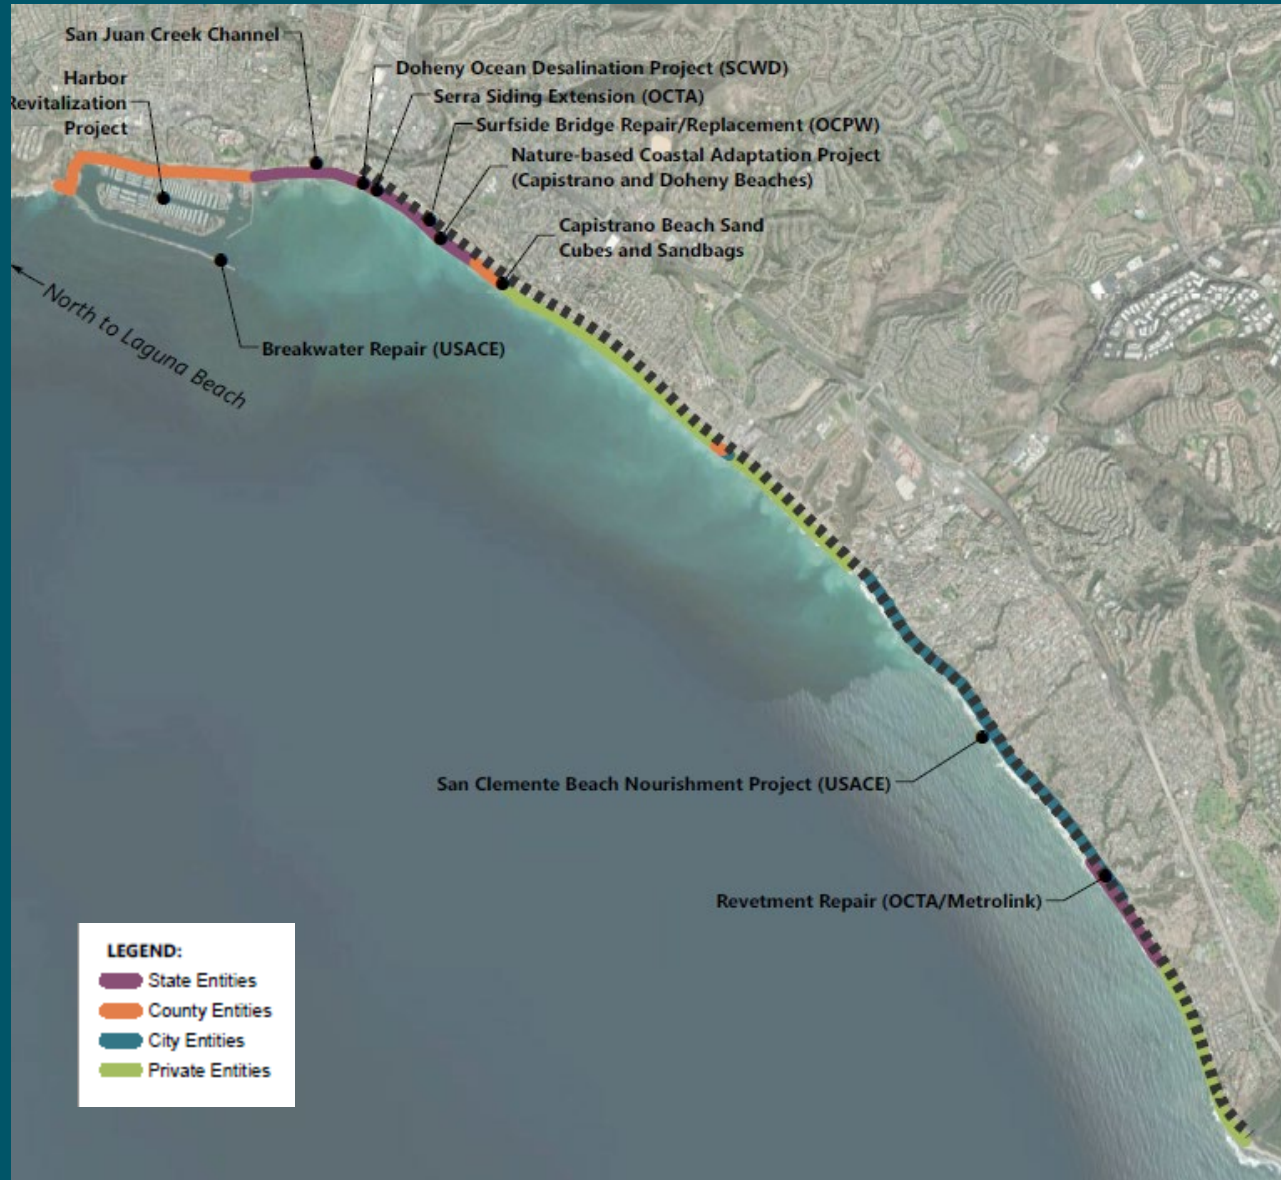 San Juan Creek Channel
Harbor
Revitalization
Project
Doheny Ocean Desalination Project (SCWD)
Serra Siding Extension (OCTA)
Surfside Bridge Repair/Replacement (OCPW)
Nature-based Coastal Adaptation Project
(Capistrano and Doheny Beaches)
Capistrano Beach Sand
Cubes and Sandbags
North to Laguna Beach
Breakwater Repair (USACE)
San Clemente Beach Nourishment Project (USACE)
Revetment Repair (OCTA/Metrolink)
LEGEND:
State Entities
County Entities
City Entities
Private Entities